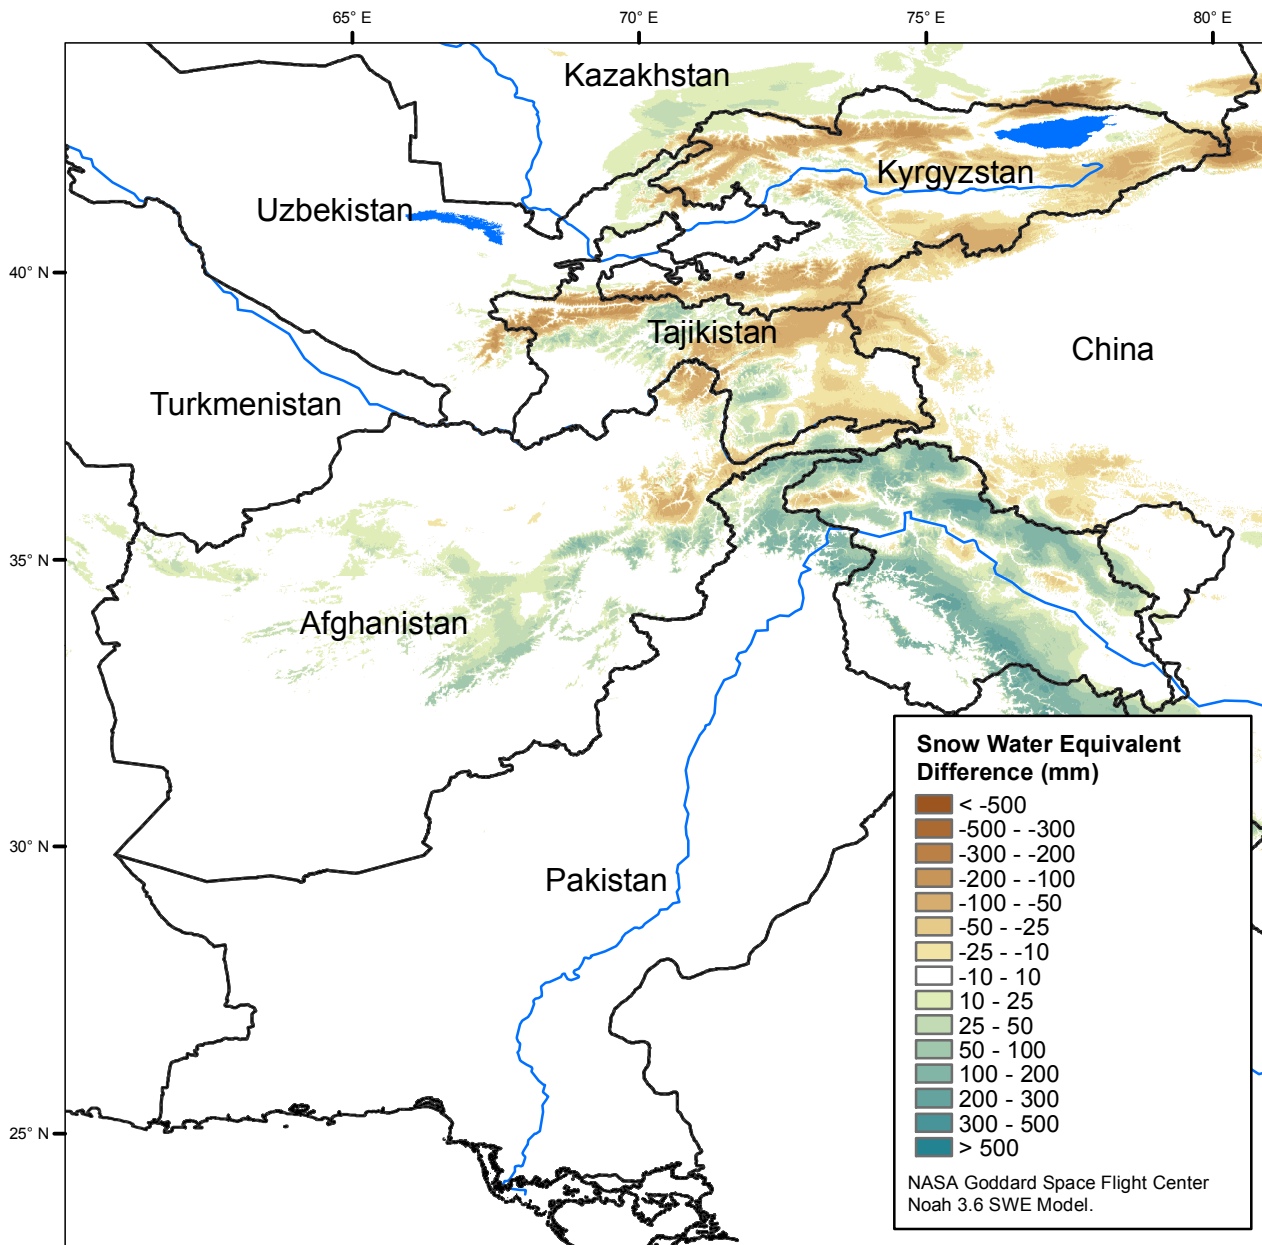 65° E
70° E
75° E
80° E
Kazakhstan
Kyrgyzstan
Uzbekistan
40° N
Tajikistan
China
Turkmenistan
35° N
Afghanistan
30° N
Pakistan
25° N
Snow Water Equivalent
Difference (mm)
< -500
-500 - -300
-300 - -200
-200 - -100
-100 - -50
-50 - -25
-25 - -10
-10 - 10
10 - 25
25 - 50
50 - 100
100 - 200
200 - 300
300 - 500
> 500
NASA Goddard Space Flight Center
Noah 3.6 SWE Model.